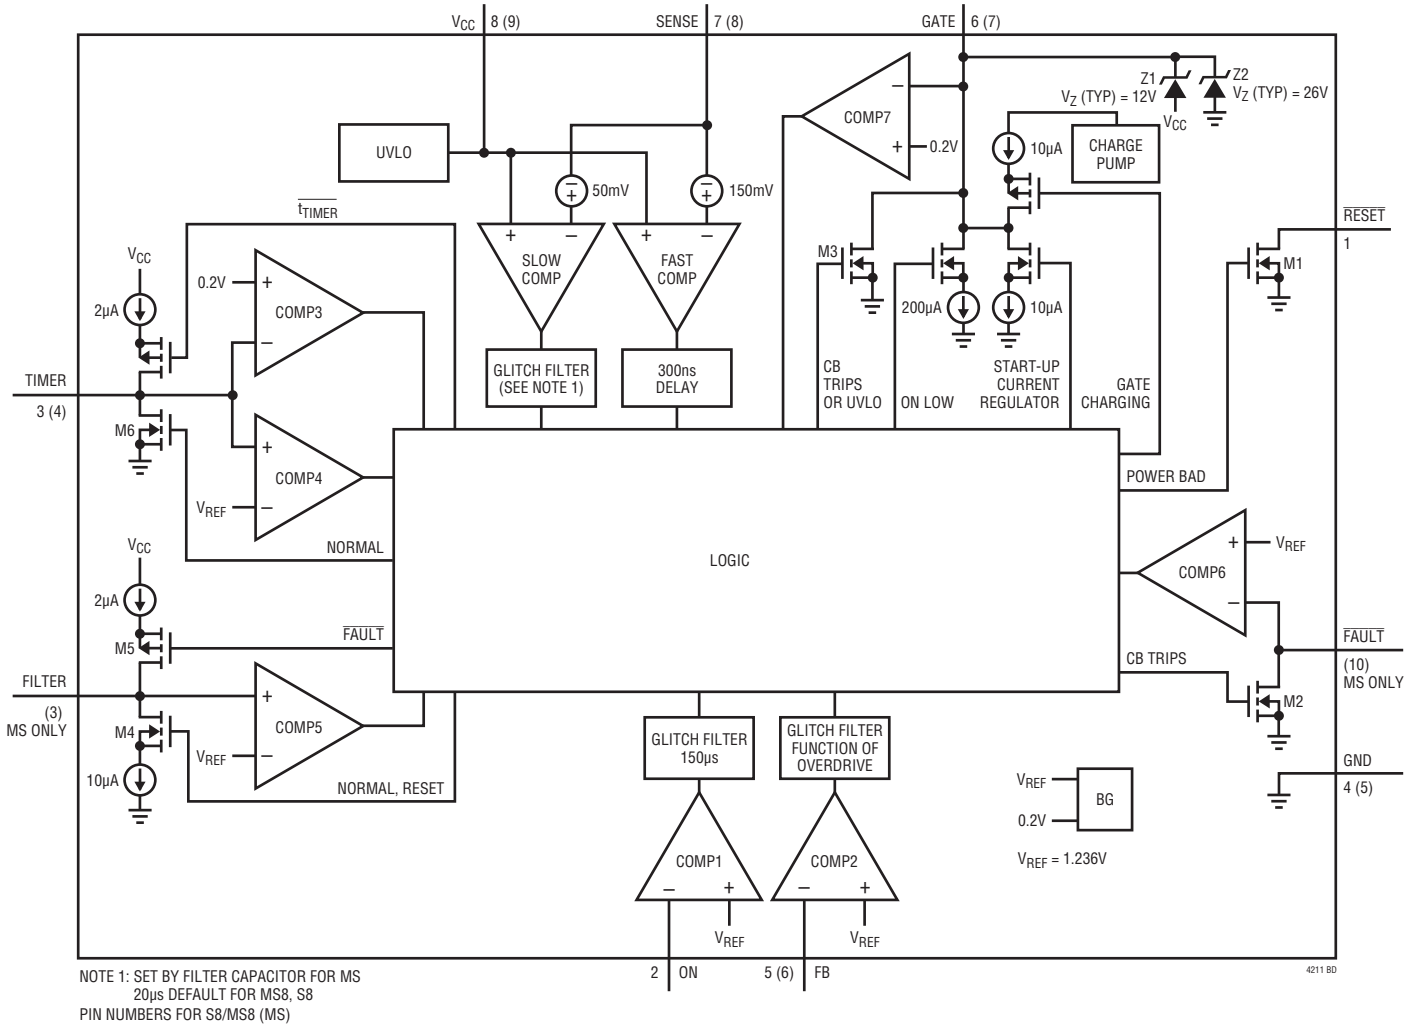 VCC 8 (9)
SENSE 7 (8)
GATE 6 (7)
Z1
VZ (TYP) = 12V
VCC
Z2
VZ (TYP) = 26V
COMP7
–
+
0.2V
10µA
CHARGE
PUMP
UVLO
–
+
50mV
–
+
150mV
tTIMER
RESET
1
VCC
2µA
0.2V
+
COMP3
–
+
–
SLOW
COMP
+
–
FAST
COMP
M3
200µA
10µA
M1
GLITCH FILTER
(SEE NOTE 1)
300ns
DELAY
CB
TRIPS
OR UVLO
ON LOW
START-UP
CURRENT
REGULATOR
GATE
CHARGING
TIMER
3 (4)
M6
+
COMP4
VREF
–
POWER BAD
NORMAL
LOGIC
+
VREF
COMP6
–
VCC
2µA
FAULT
M5
FAULT
(10)
MS ONLY
CB TRIPS
M2
FILTER
(3)
MS ONLY
+
COMP5
M4
VREF
–
10µA
NORMAL, RESET
GLITCH FILTER
150µs
GLITCH FILTER
FUNCTION OF
OVERDRIVE
GND
4 (5)
VREF
0.2V
BG
VREF = 1.236V
COMP1
–
+
VREF
COMP2
–
+
VREF
2 ON
5 (6) FB
4211 BD
NOTE 1: SET BY FILTER CAPACITOR FOR MS
20µs DEFAULT FOR MS8, S8
PIN NUMBERS FOR S8/MS8 (MS)